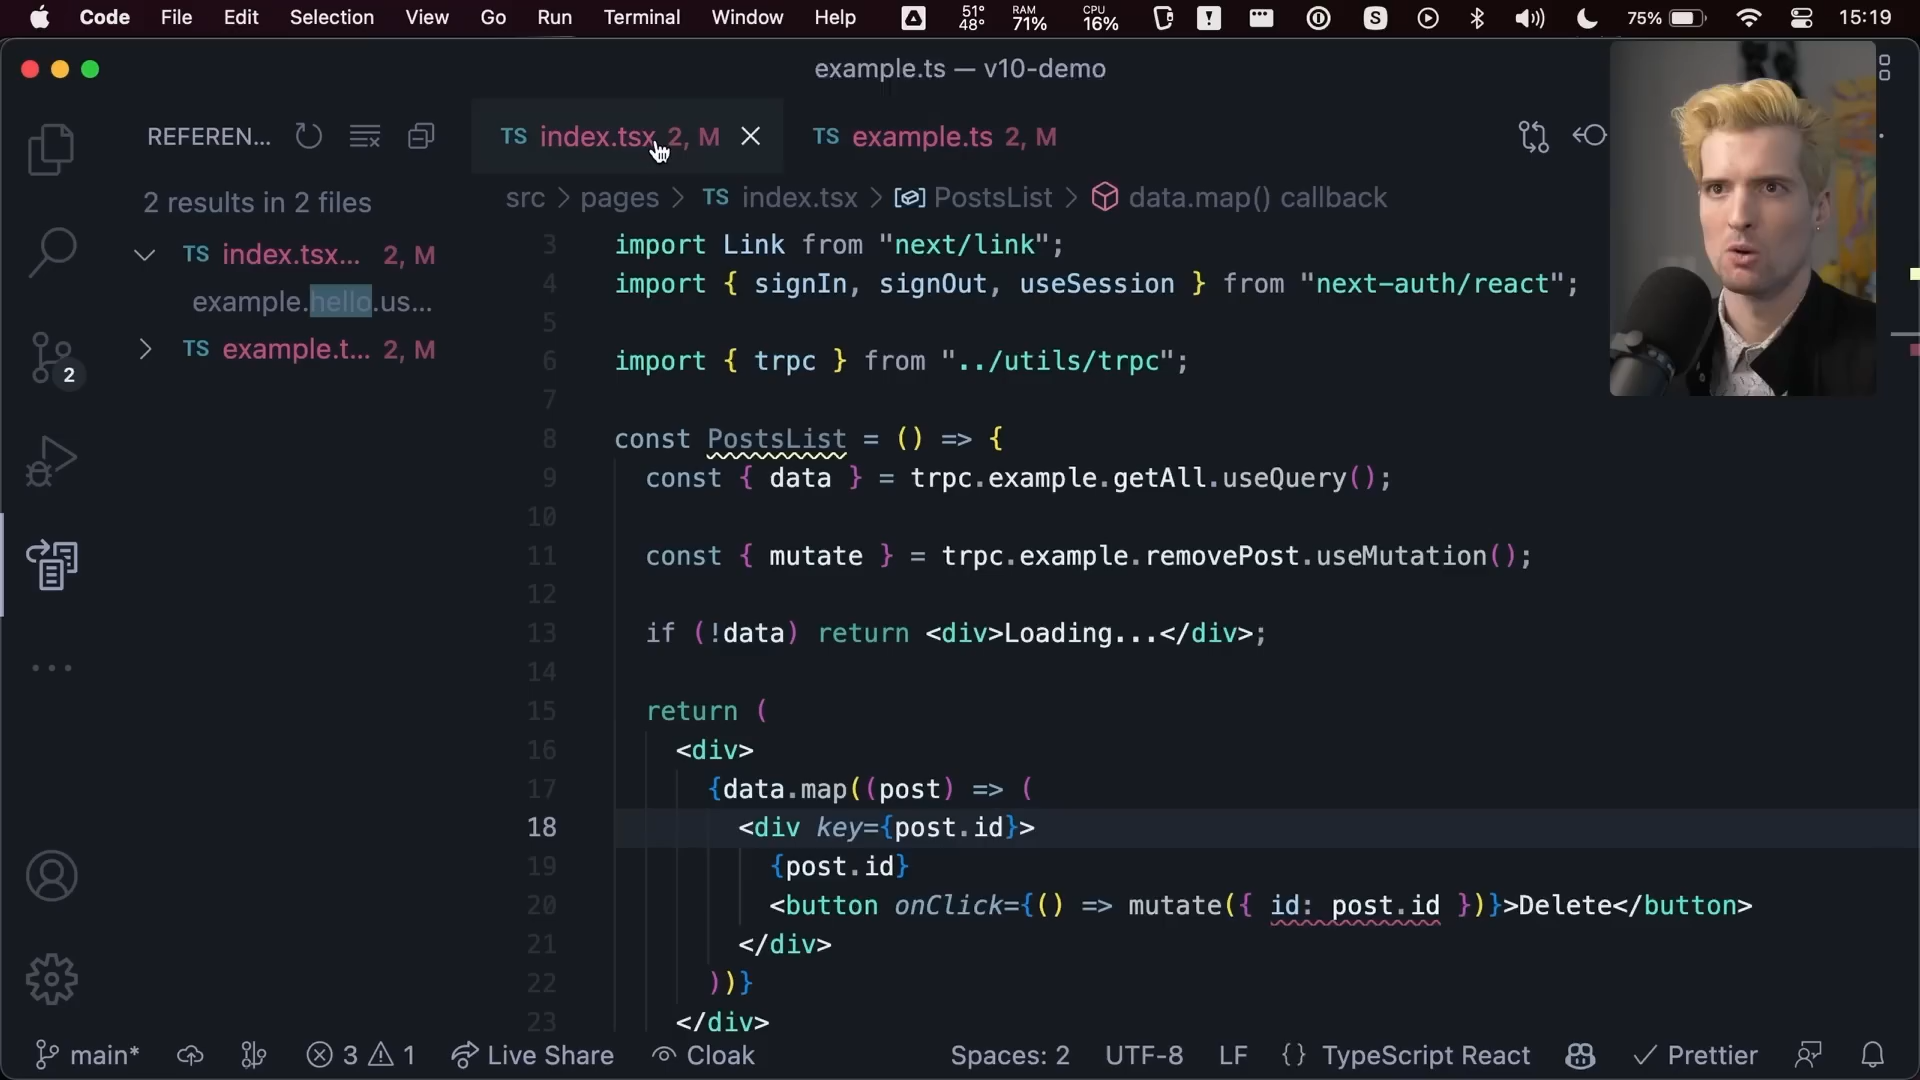 Code File Edit Selection View Go Run Terminal Window Help 51° 48° RAM 71% CPU 16% 75% 15:19
example.ts — v10-demo
REFEREN...
TS index.tsx 2, M
TS example.ts 2, M
src > pages > TS index.tsx > PostsList > data.map() callback
2 results in 2 files
TS index.tsx... 2, M
example.hello.us...
TS example.t... 2, M
3 import Link from "next/link";
4 import { signIn, signOut, useSession } from "next-auth/react";
5
6 import { trpc } from "../utils/trpc";
7
8 const PostsList = () => {
9 const { data } = trpc.example.getAll.useQuery();
10
11 const { mutate } = trpc.example.removePost.useMutation();
12
13 if (!data) return <div>Loading...</div>;
14
15 return (
16 <div>
17 {data.map((post) => (
18 <div key={post.id}>
19 {post.id}
20 <button onClick={() => mutate({ id: post.id })}>Delete</button>
21 </div>
22 ))}
23 </div>
2
main* 3 1 Live Share Cloak Spaces: 2 UTF-8 LF {} TypeScript React Prettier